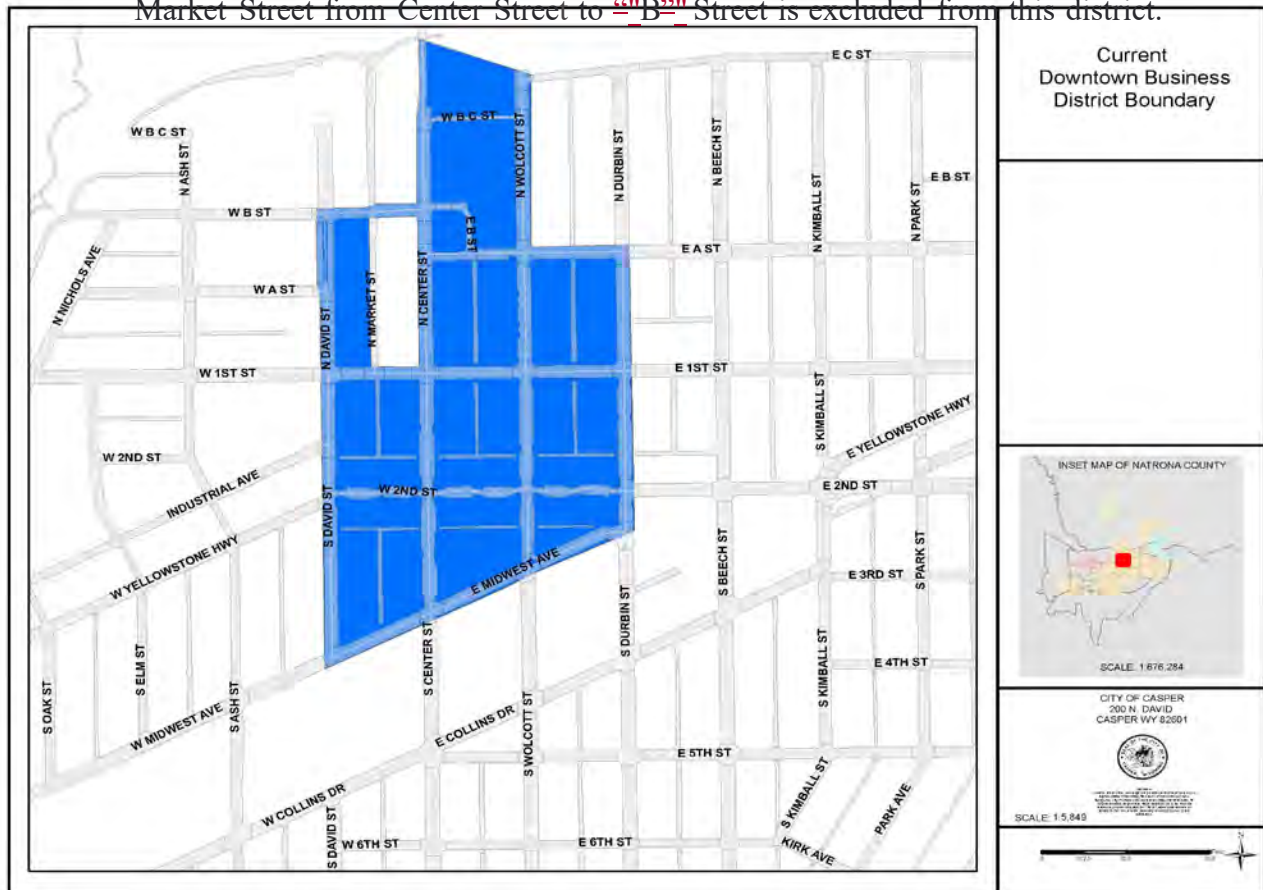 Market Street from Center Street to “"B”" Street is excluded from this district.
Current
Downtown Business
District Boundary
E C ST
W B C ST
W B C ST
N ASH ST
N WOLCOTT ST
N DURBIN ST
N BEECH ST
N KIMBALL ST
N PARK ST
E B ST
W B ST
E B ST
E A ST
N NICHOLS AVE
W A ST
N DAVID ST
N MARKET ST
N CENTER ST
W 1ST ST
E 1ST ST
S KIMBALL ST
E YELLOWSTONE HWY
W 2ND ST
INDUSTRIAL AVE
W 2ND ST
E 2ND ST
S DAVID ST
W YELLOWSTONE HWY
E MIDWEST AVE
S BEECH ST
S PARK ST
E 3RD ST
S DURBIN ST
S CENTER ST
S OAK ST
S ELM ST
S ASH ST
W MIDWEST AVE
E 4TH ST
S KIMBALL ST
E COLLINS DR
S WOLCOTT ST
E 5TH ST
W COLLINS DR
S KIMBALL ST
PARK AVE
S DAVID ST
W 6TH ST
E 6TH ST
KIRK AVE
INSET MAP OF NATRONA COUNTY
SCALE: 1:676,284
CITY OF CASPER
200 N. DAVID
CASPER WY 82601
SCALE: 1:5,849
N